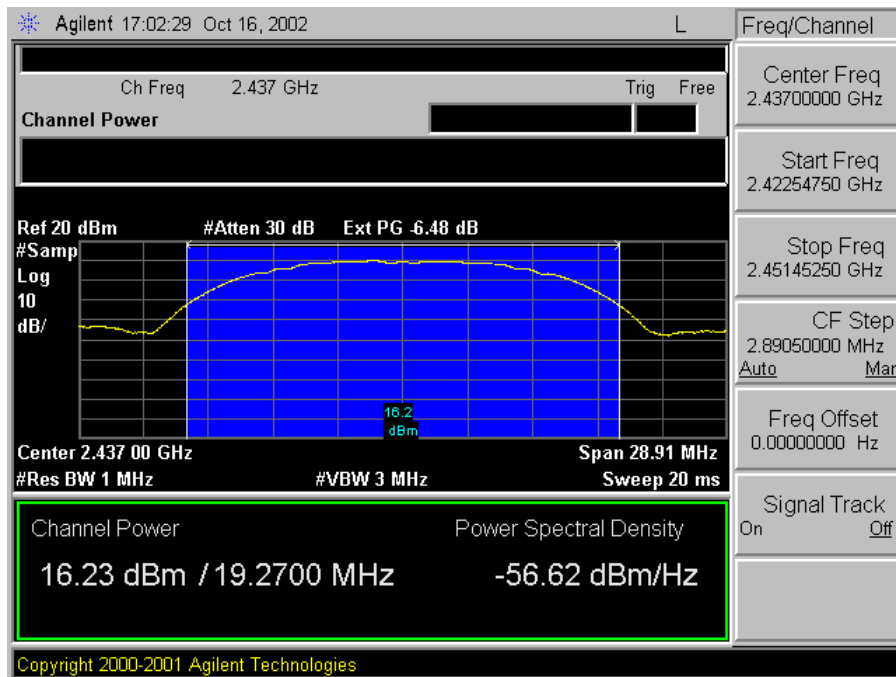 Agilent 17:02:29 Oct 16, 2002 L
Freq/Channel
Ch Freq 2.437 GHz Trig Free
Channel Power
Center Freq
2.43700000 GHz
Start Freq
2.42254750 GHz
Stop Freq
2.45145250 GHz
CF Step
2.89050000 MHz
Auto Man
Freq Offset
0.00000000 Hz
Signal Track
On Off
Ref 20 dBm #Atten 30 dB Ext PG -6.48 dB
#Samp
Log
10
dB/
16.2
dBm
Center 2.437 00 GHz Span 28.91 MHz
#Res BW 1 MHz #VBW 3 MHz Sweep 20 ms
Channel Power Power Spectral Density
16.23 dBm / 19.2700 MHz -56.62 dBm/Hz
Copyright 2000-2001 Agilent Technologies